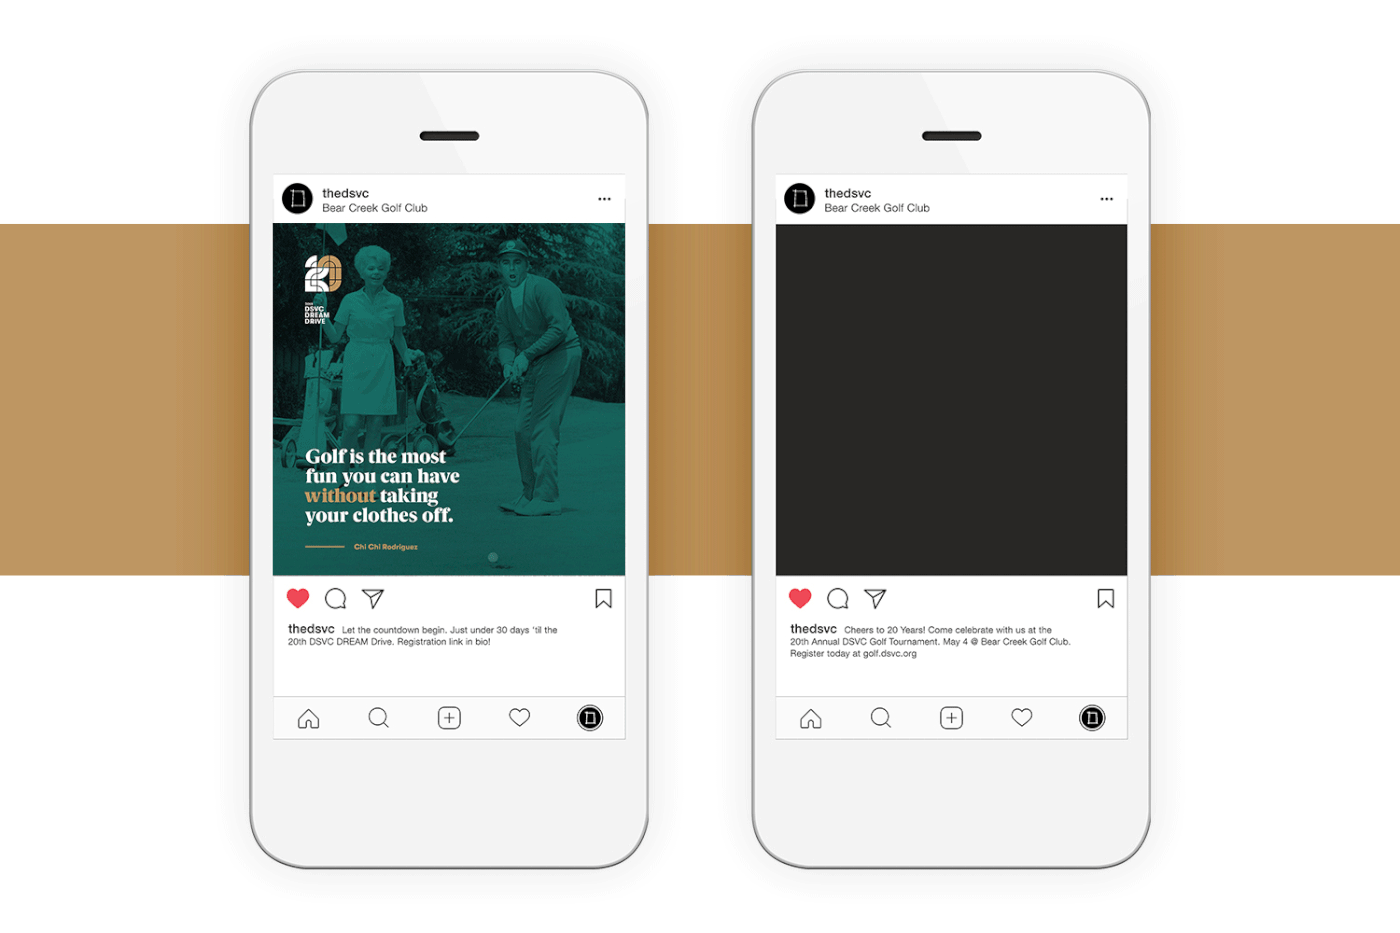 thedsvc
Bear Creek Golf Club
20
DSVC
DREAM
DRIVE
Golf is the most
fun you can have
without taking
your clothes off.
Chi Chi Rodriguez
thedsvc Let the countdown begin. Just under 30 days 'til the
20th DSVC DREAM Drive. Registration link in bio!
thedsvc
Bear Creek Golf Club
thedsvc Cheers to 20 Years! Come celebrate with us at the
20th Annual DSVC Golf Tournament. May 4 @ Bear Creek Golf Club.
Register today at golf.dsvc.org